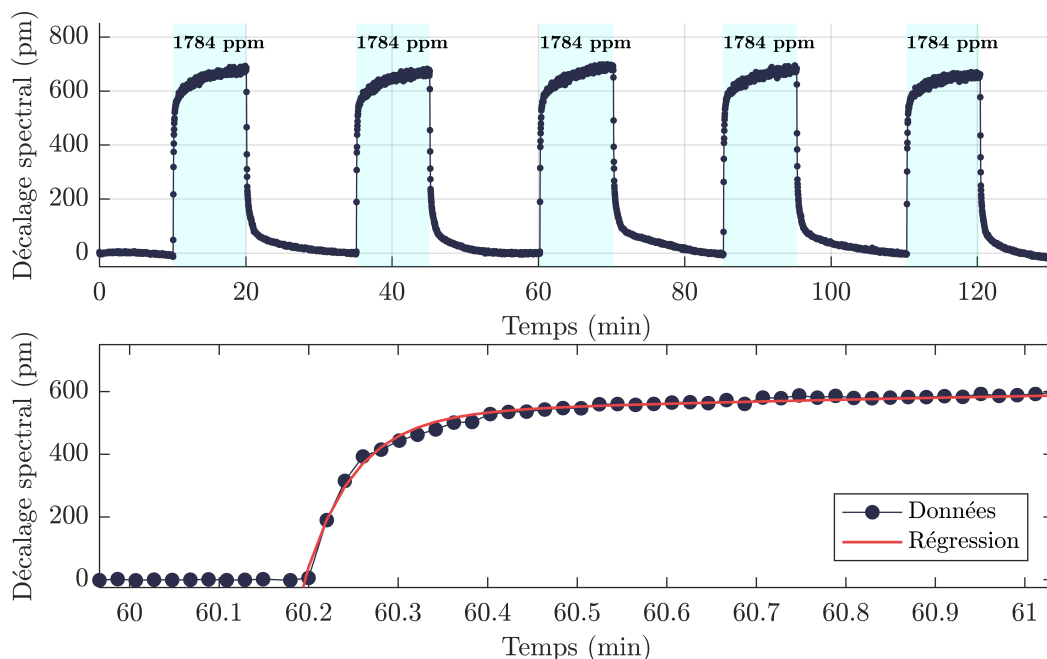 Décalage spectral (pm)
800
600
400
200
0
1784 ppm 1784 ppm 1784 ppm 1784 ppm 1784 ppm
0 20 40 60 80 100 120
Temps (min)
Décalage spectral (pm)
600
400
200
0
Données
Régression
60 60.1 60.2 60.3 60.4 60.5 60.6 60.7 60.8 60.9 61
Temps (min)